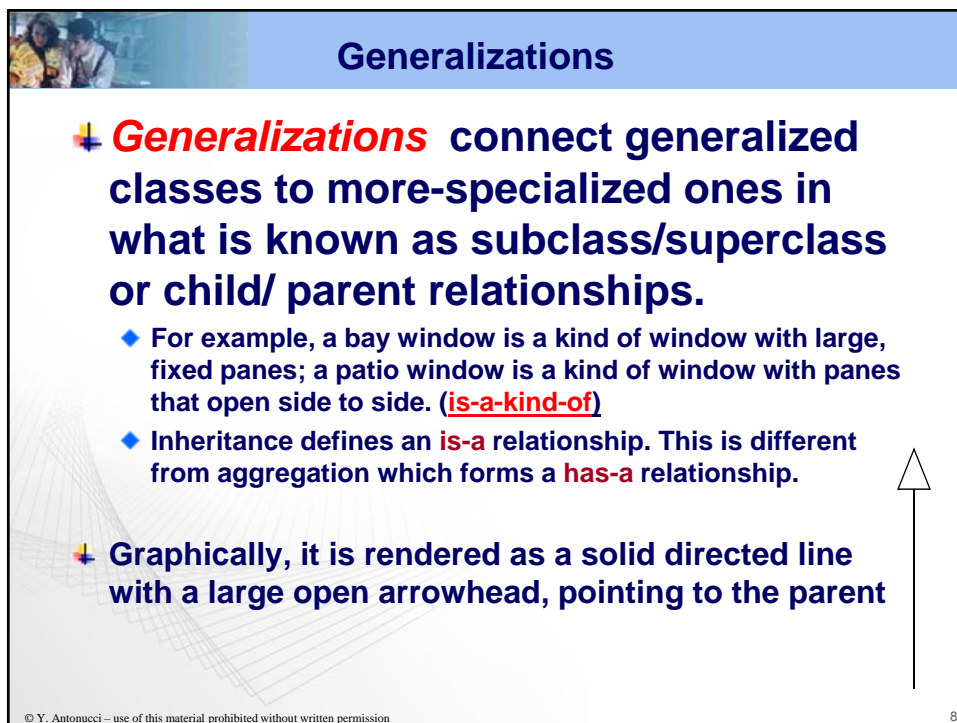 Generalizations
Generalizations connect generalized
classes to more-specialized ones in
what is known as subclass/superclass
or child/ parent relationships.
For example, a bay window is a kind of window with large,
fixed panes; a patio window is a kind of window with panes
that open side to side. (is-a-kind-of)
Inheritance defines an is-a relationship. This is different
from aggregation which forms a has-a relationship.
Graphically, it is rendered as a solid directed line
with a large open arrowhead, pointing to the parent
© Y. Antonucci – use of this material prohibited without written permission
8